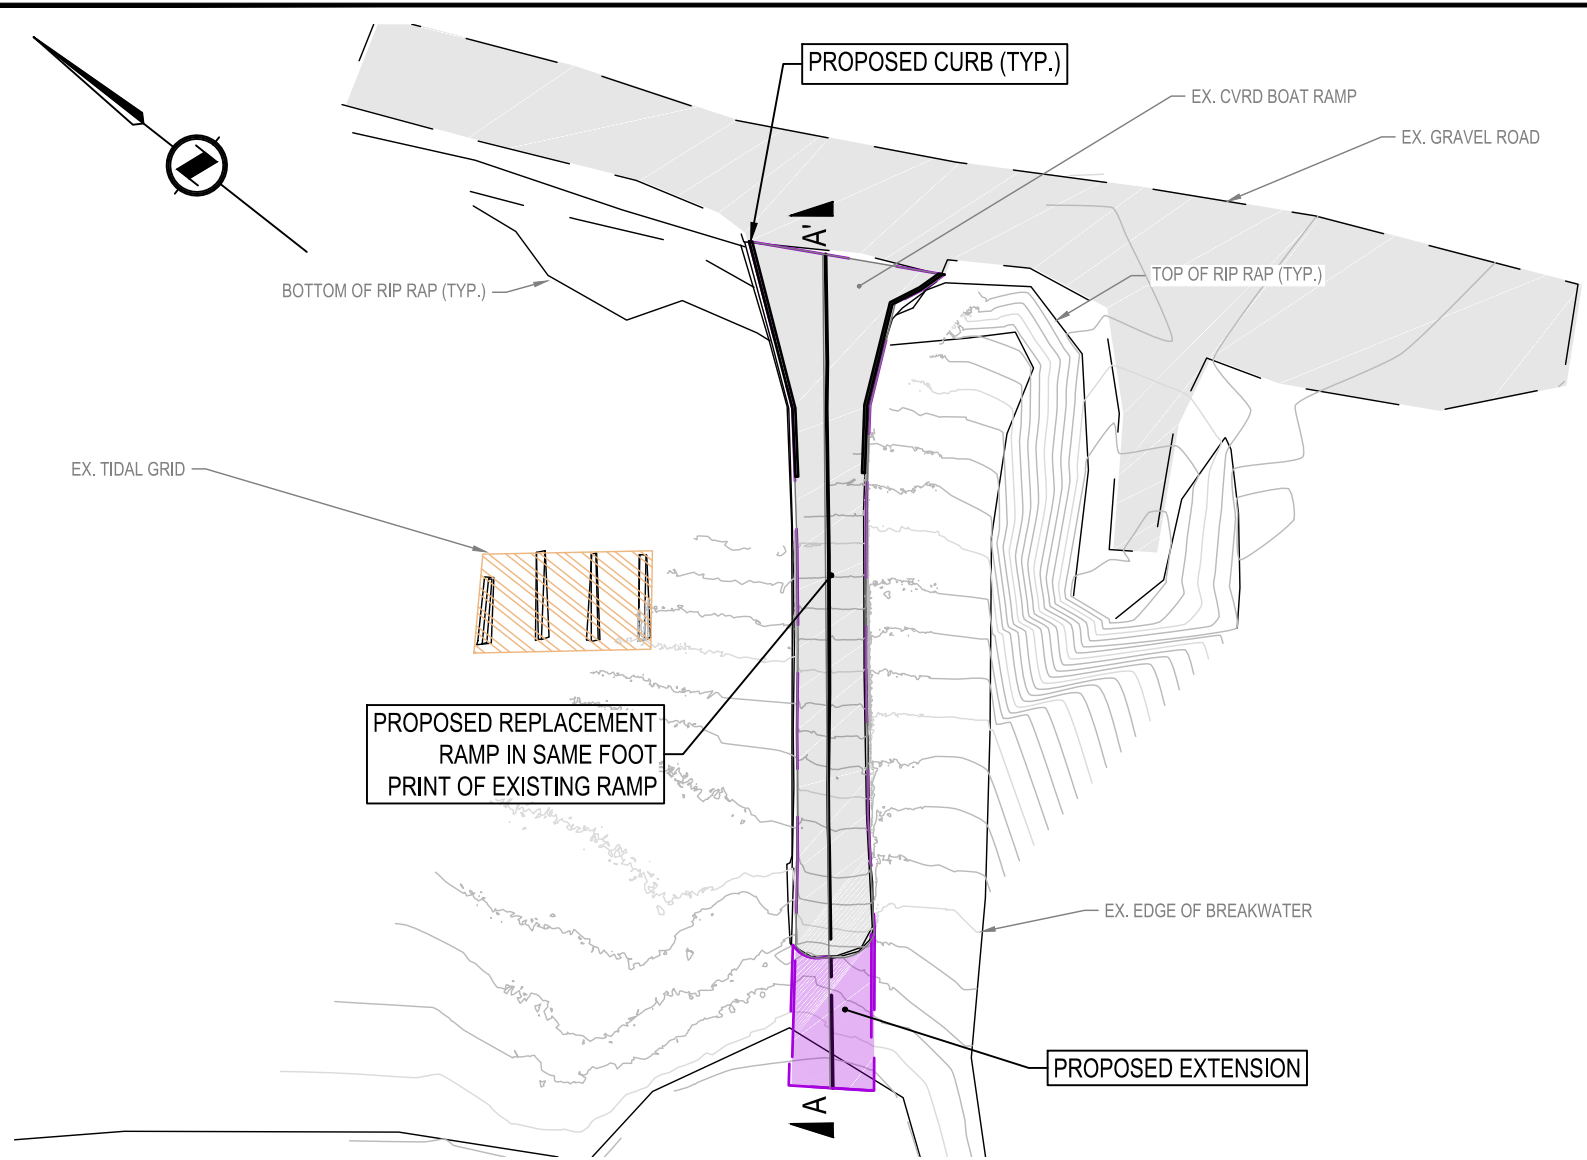 PROPOSED CURB (TYP.)
EX. CVRD BOAT RAMP
EX. GRAVEL ROAD
A'
TOP OF RIP RAP (TYP.)
BOTTOM OF RIP RAP (TYP.)
EX. TIDAL GRID
PROPOSED REPLACEMENT
RAMP IN SAME FOOT
PRINT OF EXISTING RAMP
EX. EDGE OF BREAKWATER
PROPOSED EXTENSION
A